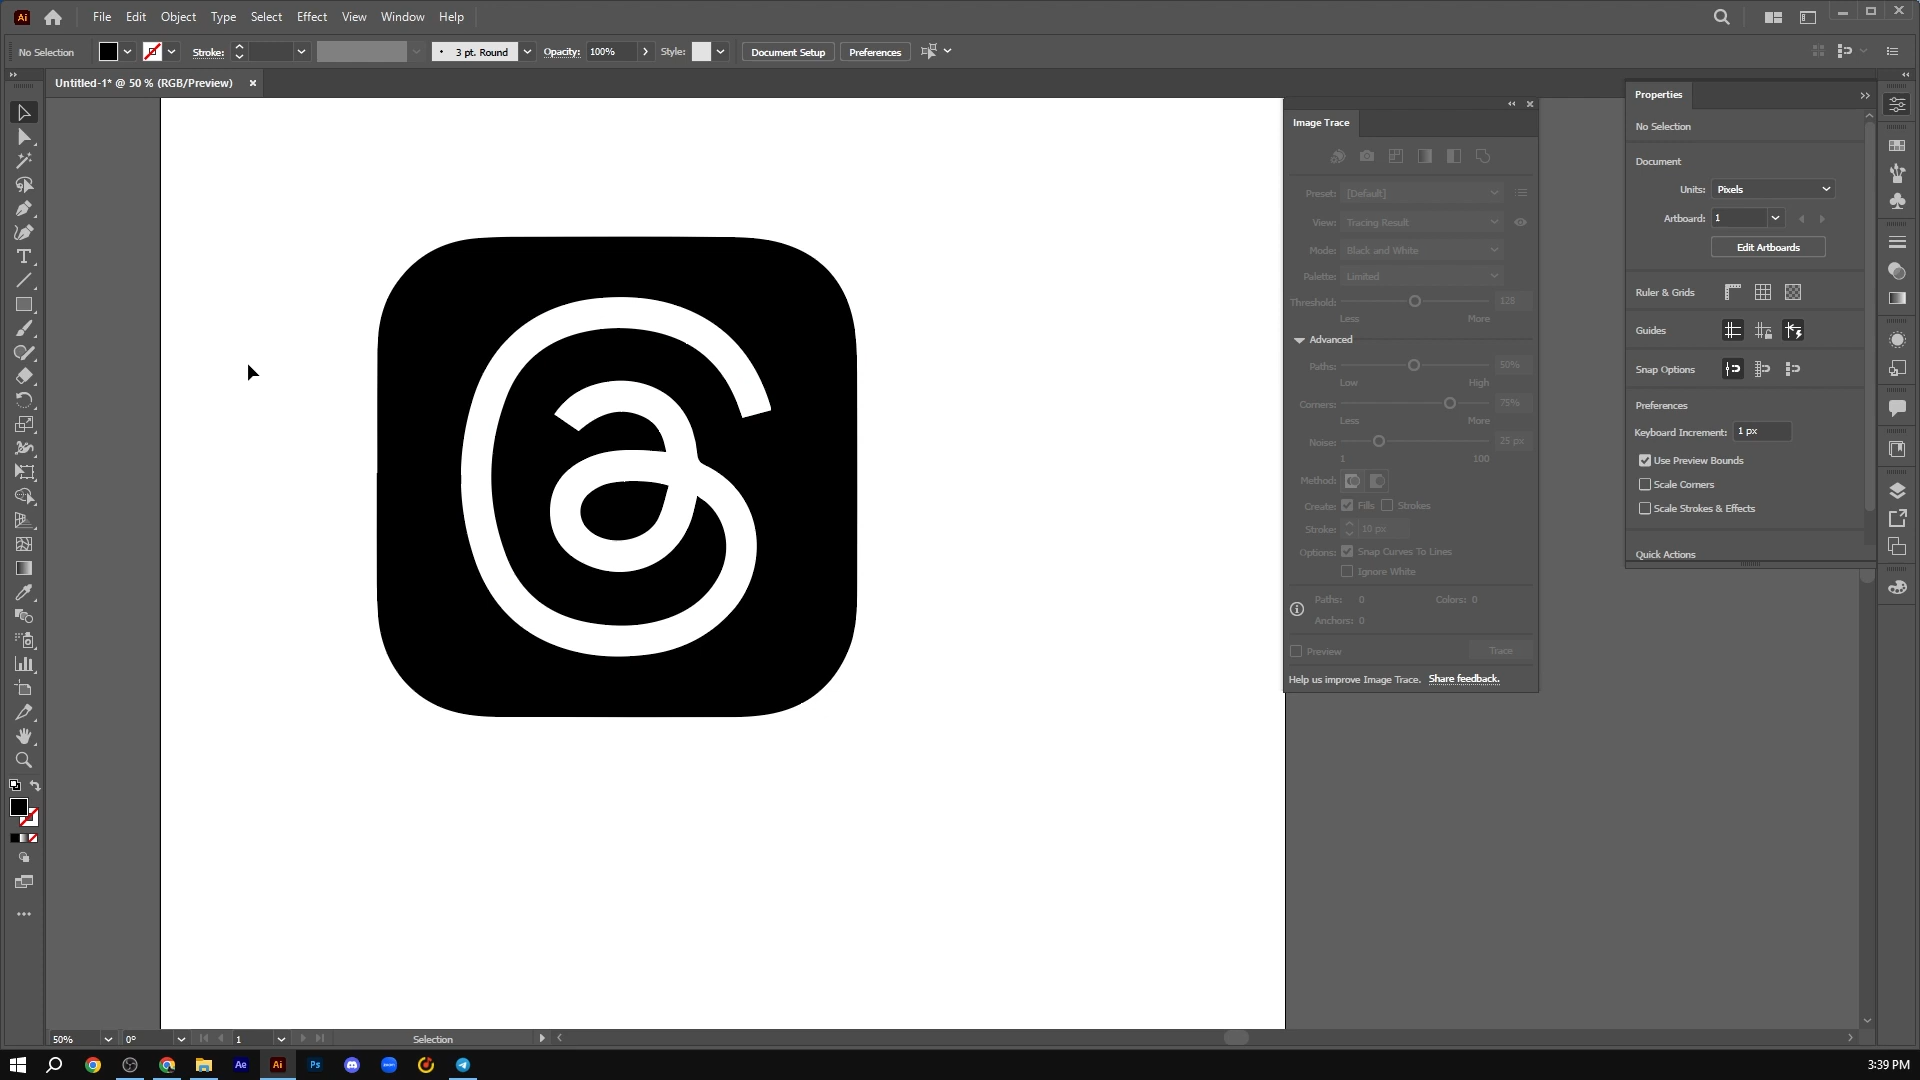 Ai File Edit Object Type Select Effect View Window Help
No Selection Stroke: 3 pt. Round Opacity: 100% Style: Document Setup Preferences
Untitled-1* @ 50 % (RGB/Preview)
Image Trace
Preset: [Default]
View: Tracing Result
Mode: Black and White
Palette: Limited
Threshold: 128
Less More
Advanced
Paths: 50%
Low High
Corners: 75%
Less More
Noise: 25 px
1 100
Method:
Create: Fills Strokes
Stroke: 10 px
Options: Snap Curves To Lines
Ignore White
Paths: 0 Colors: 0
Anchors: 0
Preview Trace
Help us improve Image Trace. Share feedback.
Properties
No Selection
Document
Units: Pixels
Artboard: 1
Edit Artboards
Ruler & Grids
Guides
Snap Options
Preferences
Keyboard Increment: 1 px
Use Preview Bounds
Scale Corners
Scale Strokes & Effects
Quick Actions
50% 0° 1 Selection
Ae Ai Ps zoom
3:39 PM